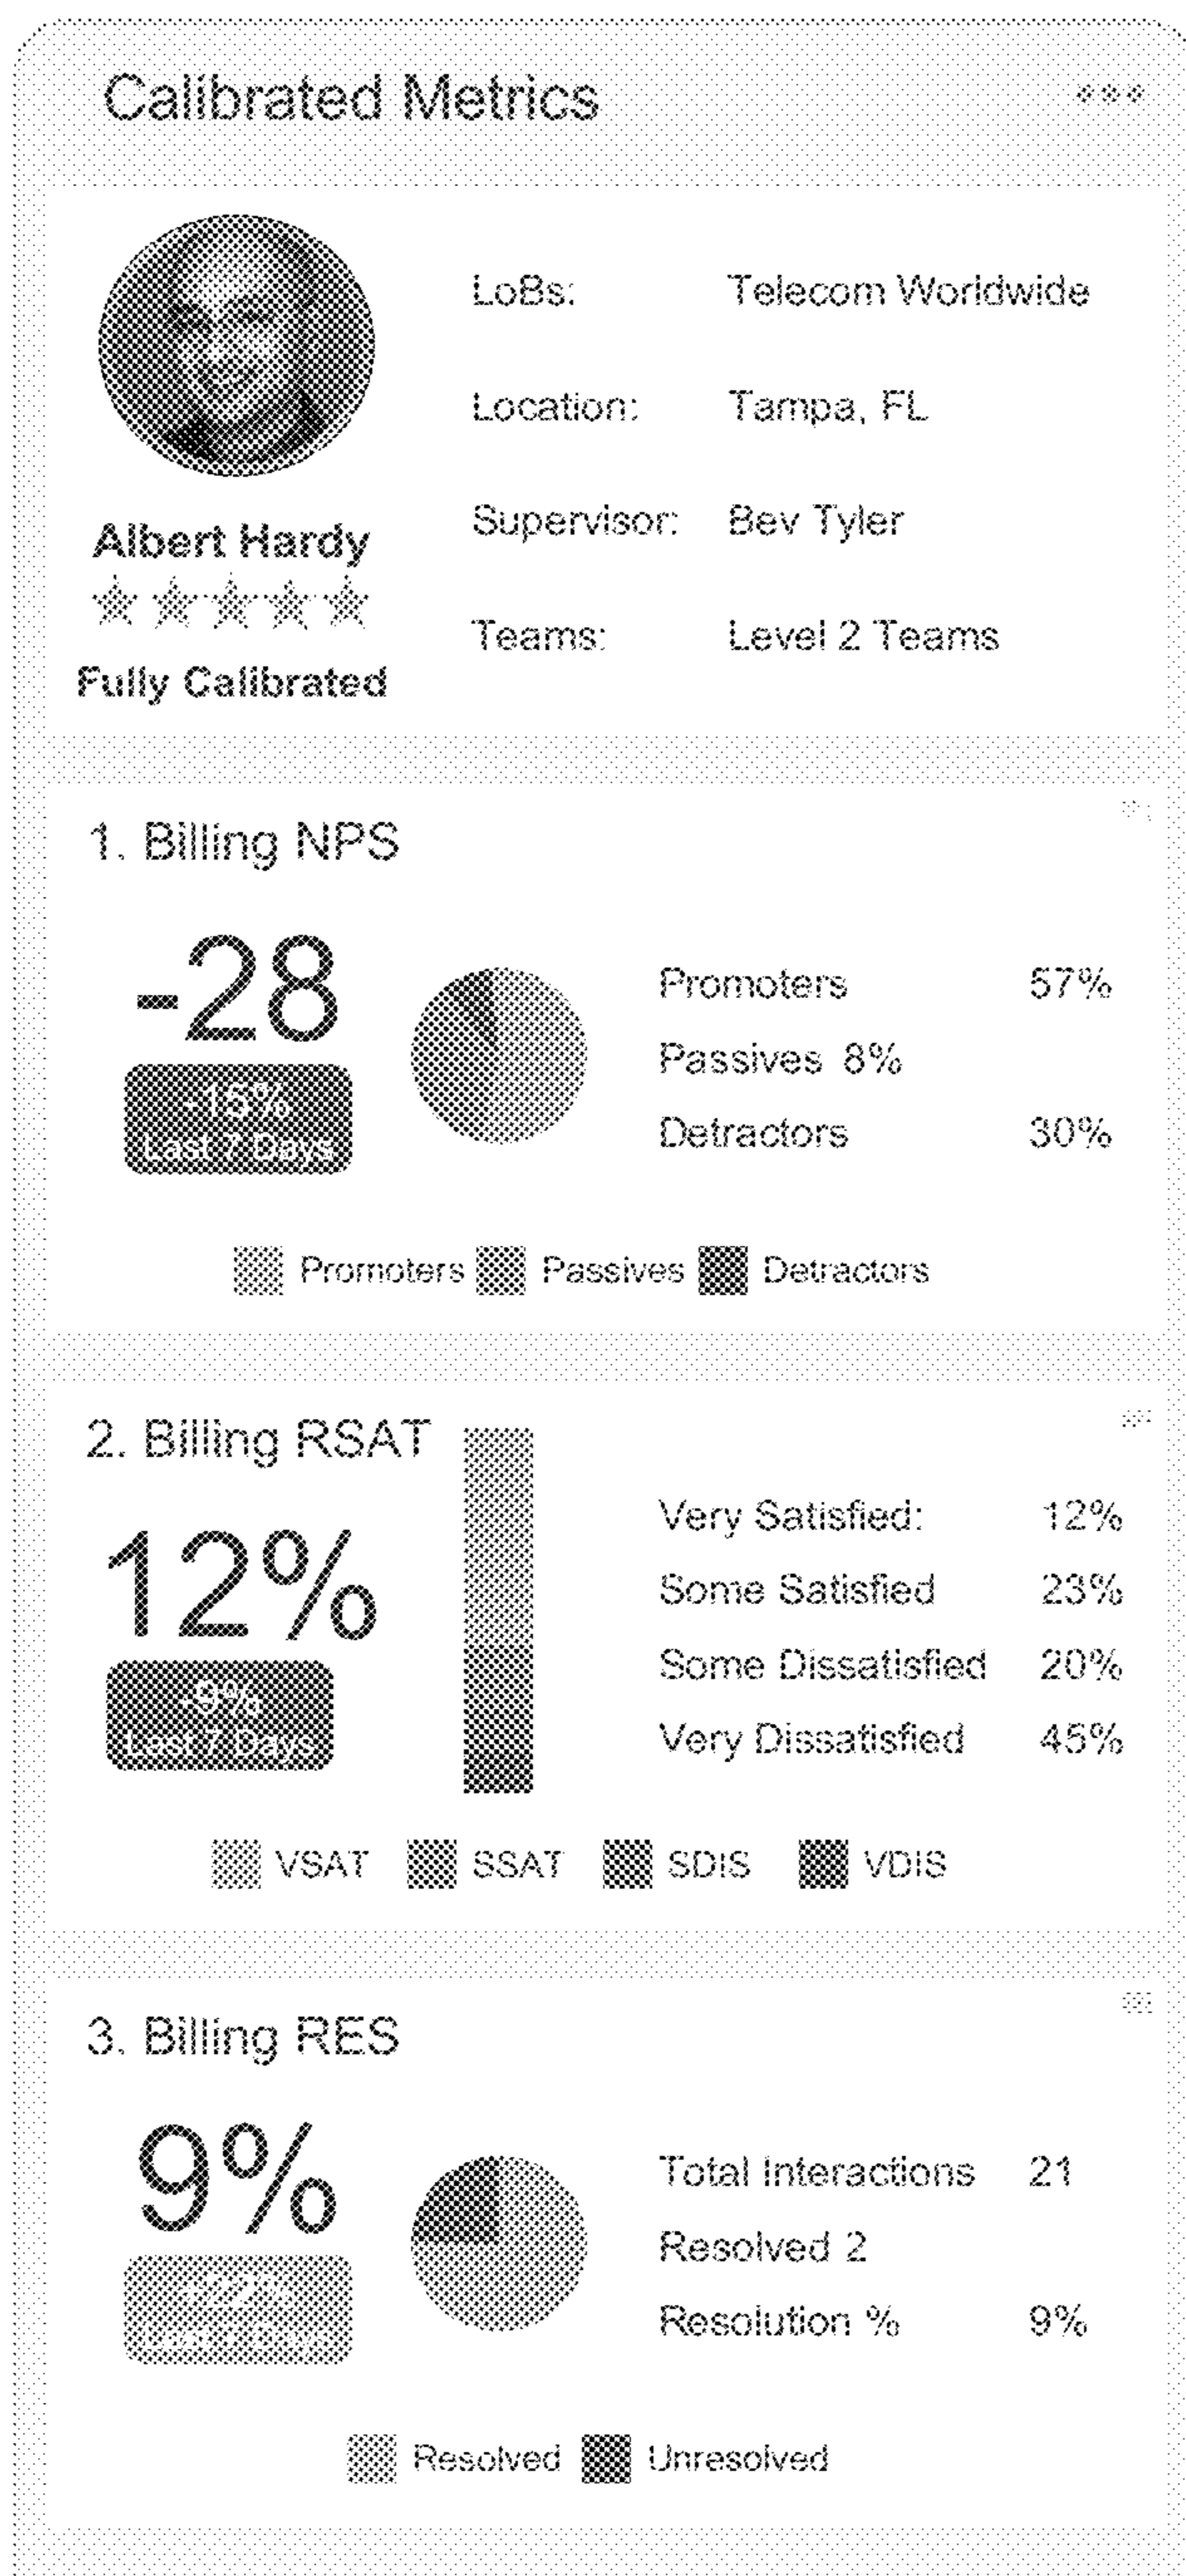 Calibrated Metrics
LoBs: Telecom Worldwide
Location: Tampa, FL
Albert Hardy
Supervisor: Bev Tyler
Teams: Level 2 Teams
Fully Calibrated
1. Billing NPS
-28
-15%
Last 7 Days
Promoters 57%
Passives 8%
Detractors 30%
Promoters Passives Detractors
2. Billing RSAT
12%
-9%
Last 7 Days
Very Satisfied: 12%
Some Satisfied 23%
Some Dissatisfied 20%
Very Dissatisfied 45%
VSAT SSAT SDIS VDIS
3. Billing RES
9%
Total Interactions 21
Resolved 2
Resolution % 9%
Resolved Unresolved